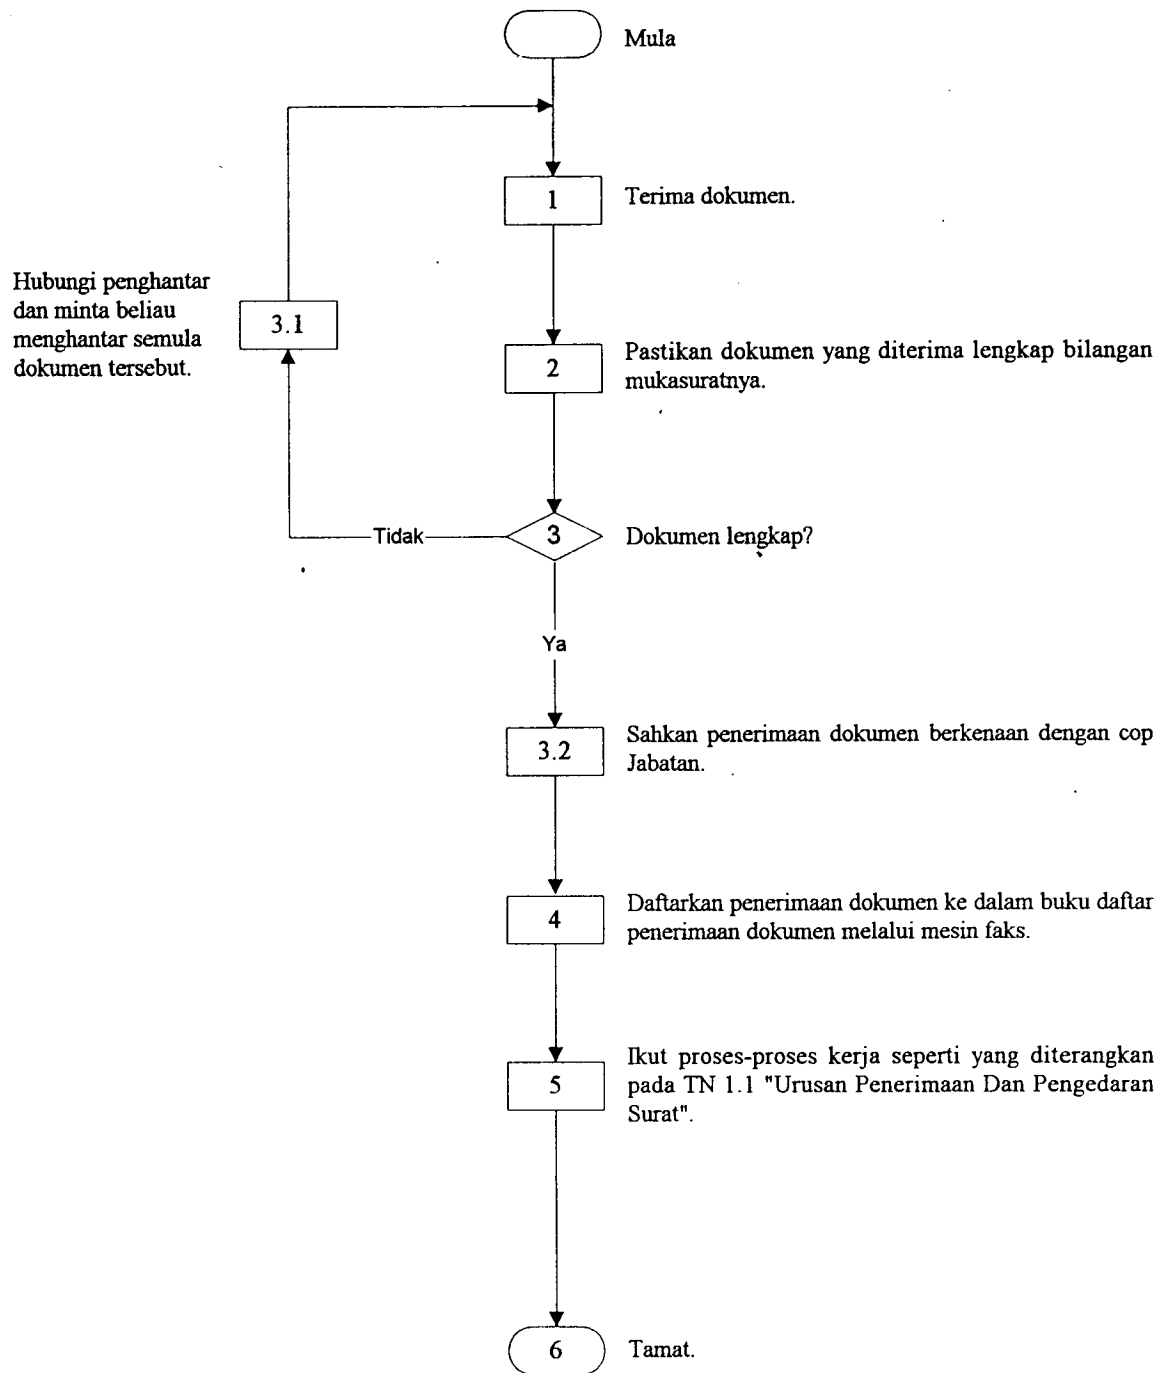 Mula
1
Terima dokumen.
Hubungi penghantar
dan minta beliau
menghantar semula
dokumen tersebut.
3.1
2
Pastikan dokumen yang diterima lengkap bilangan
mukasuratnya.
Tidak
3
Dokumen lengkap?
Ya
3.2
Sahkan penerimaan dokumen berkenaan dengan cop
Jabatan.
4
Daftarkan penerimaan dokumen ke dalam buku daftar
penerimaan dokumen melalui mesin faks.
5
Ikut proses-proses kerja seperti yang diterangkan
pada TN 1.1 "Urusan Penerimaan Dan Pengedaran
Surat".
6
Tamat.